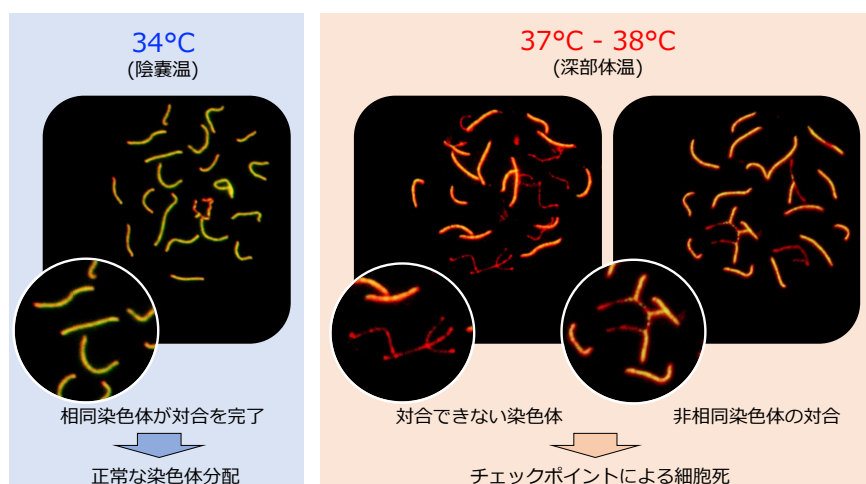 34°C
(陰嚢温)
37°C - 38°C
(深部体温)
相同染色体が対合を完了
対合できない染色体
非相同染色体の対合
正常な染色体分配
チェックポイントによる細胞死